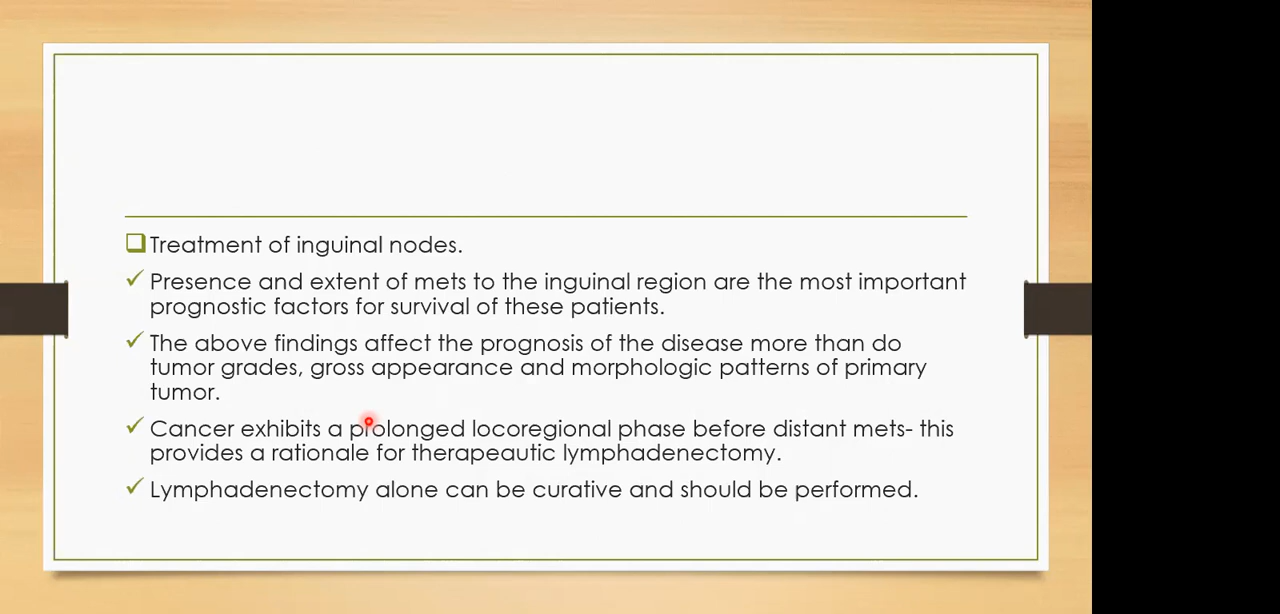 Treatment of inguinal nodes.
Presence and extent of mets to the inguinal region are the most important
prognostic factors for survival of these patients.
The above findings affect the prognosis of the disease more than do
tumor grades, gross appearance and morphologic patterns of primary
tumor.
Cancer exhibits a prolonged locoregional phase before distant mets- this
provides a rationale for therapeautic lymphadenectomy.
Lymphadenectomy alone can be curative and should be performed.